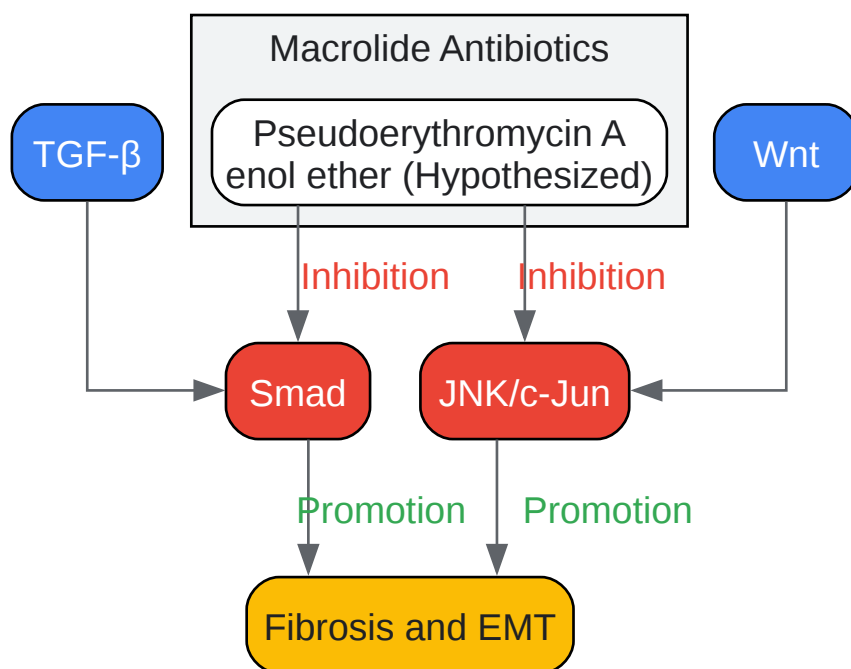 Macrolide Antibiotics
TGF-β
Pseudoerythromycin A
enol ether (Hypothesized)
Wnt
Inhibition
Inhibition
Smad
JNK/c-Jun
Promotion
Promotion
Fibrosis and EMT